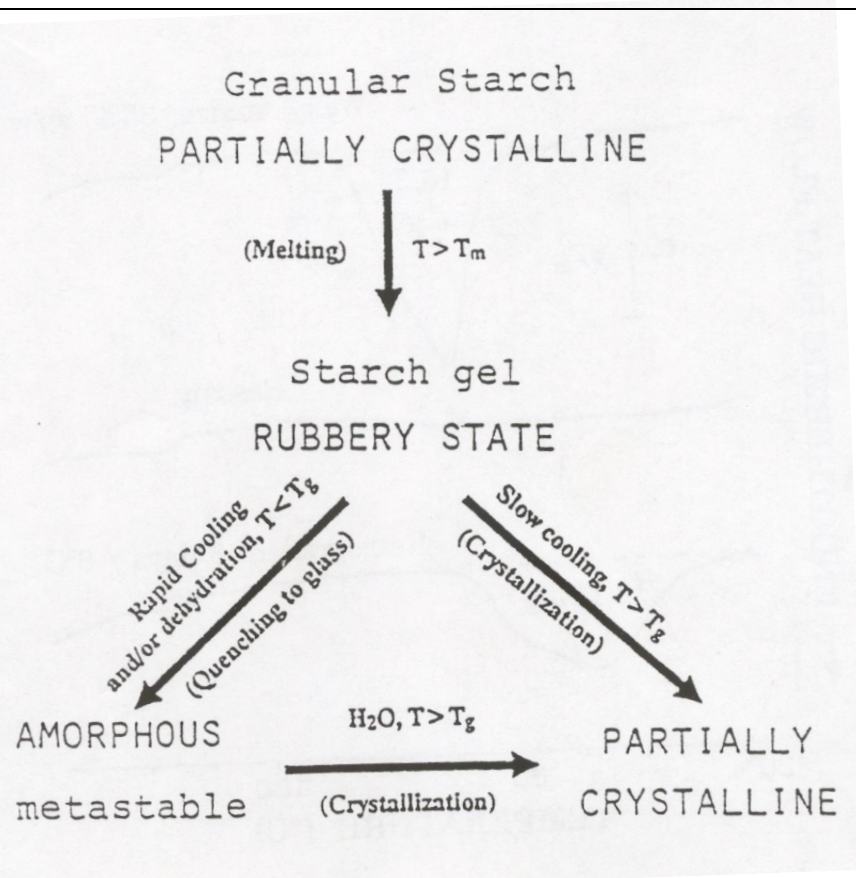 Granular Starch
PARTIALLY CRYSTALLINE
(Melting) T>Tm
Starch gel
RUBBERY STATE
Rapid Cooling
and/or dehydration, T<Tg
(Quenching to glass)
Slow cooling, T>Tg
(Crystallization)
AMORPHOUS
metastable
H2O, T>Tg
(Crystallization)
PARTIALLY
CRYSTALLINE